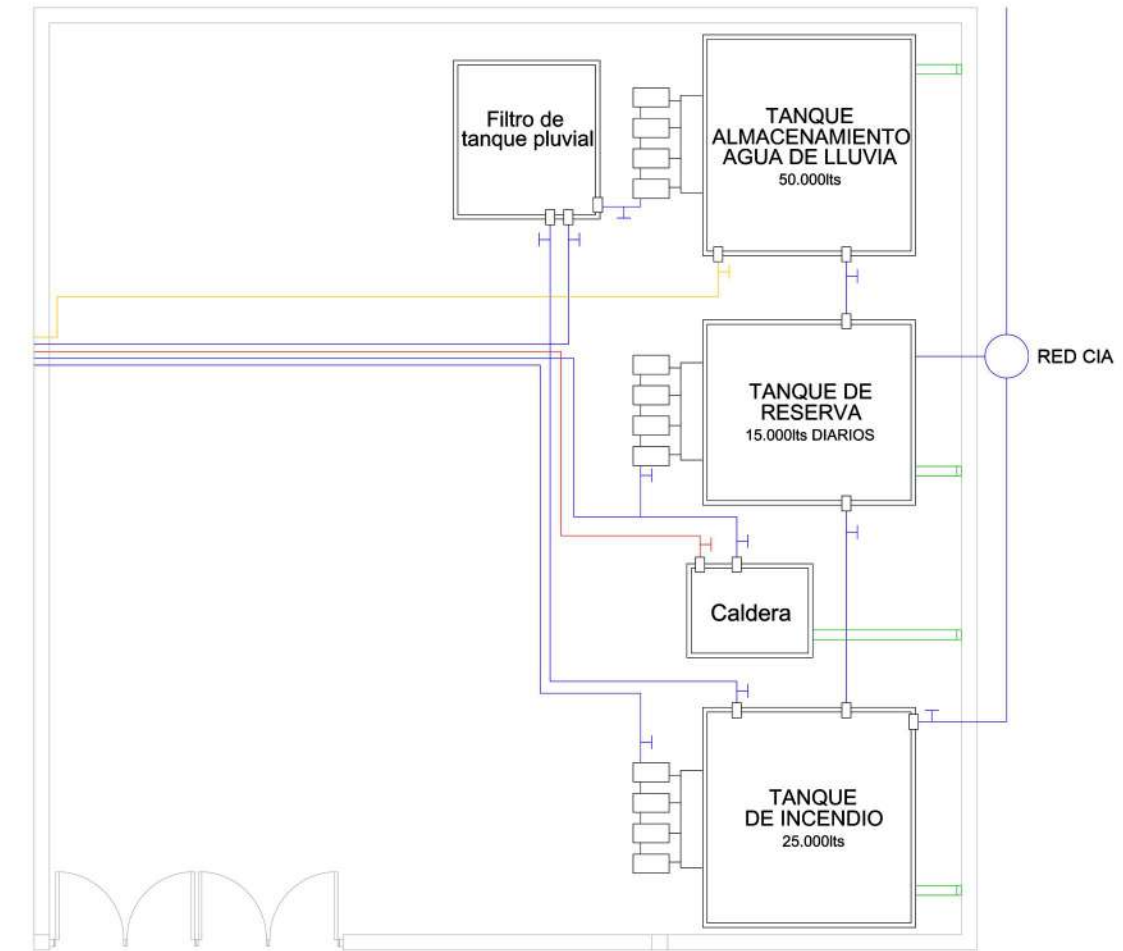 Filtro de
tanque pluvial
TANQUE
ALMACENAMIENTO
AGUA DE LLUVIA
50.000lts
RED CIA
TANQUE DE
RESERVA
15.000lts DIARIOS
Caldera
TANQUE
DE INCENDIO
25.000lts